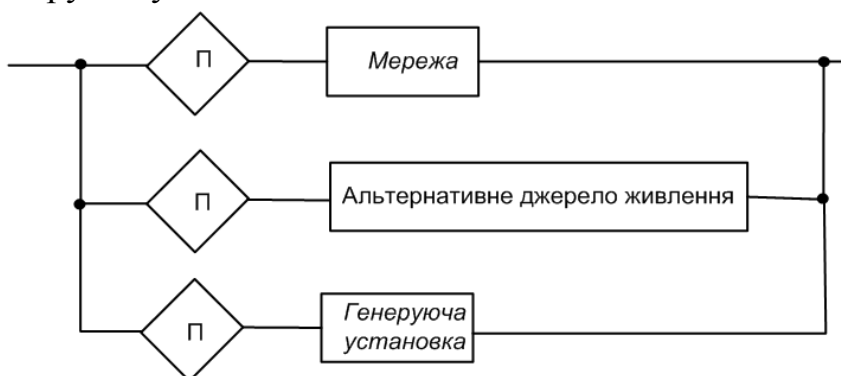 П
Мережа
П
Альтернативне джерело живлення
П
Генеруюча
установка